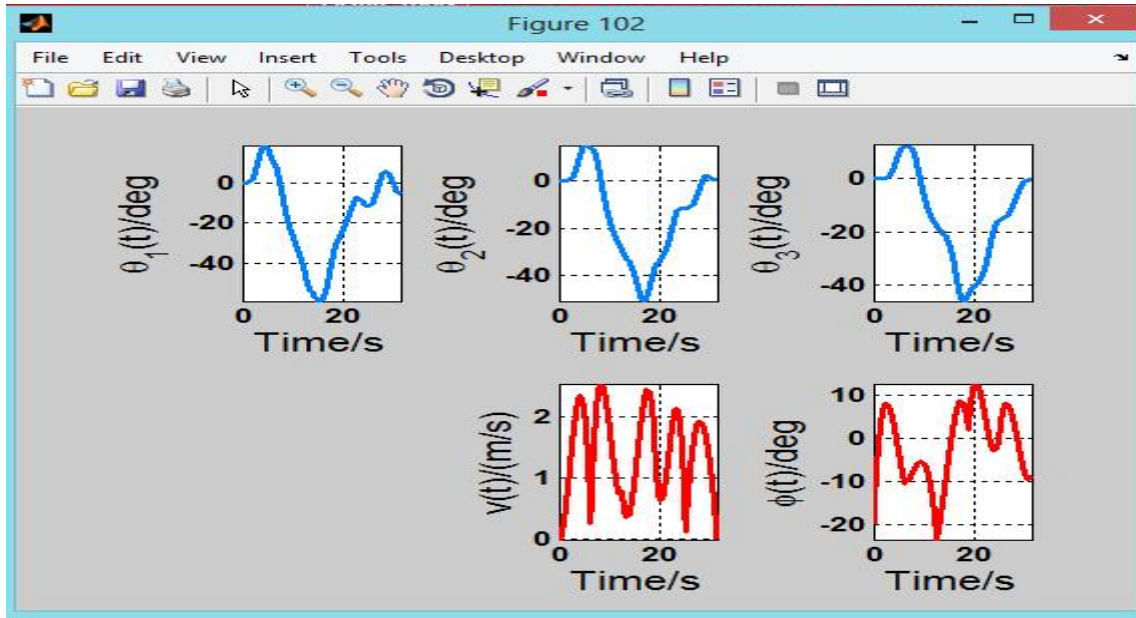 Figure 102
File Edit View Insert Tools Desktop Window Help
θ1(t)/deg
0
-20
-40
0 20
Time/s
θ2(t)/deg
0
-20
-40
0 20
Time/s
θ3(t)/deg
0
-20
-40
0 20
Time/s
v(t)/(m/s)
2
1
0
0 20
Time/s
ϕ(t)/deg
10
0
-10
-20
0 20
Time/s